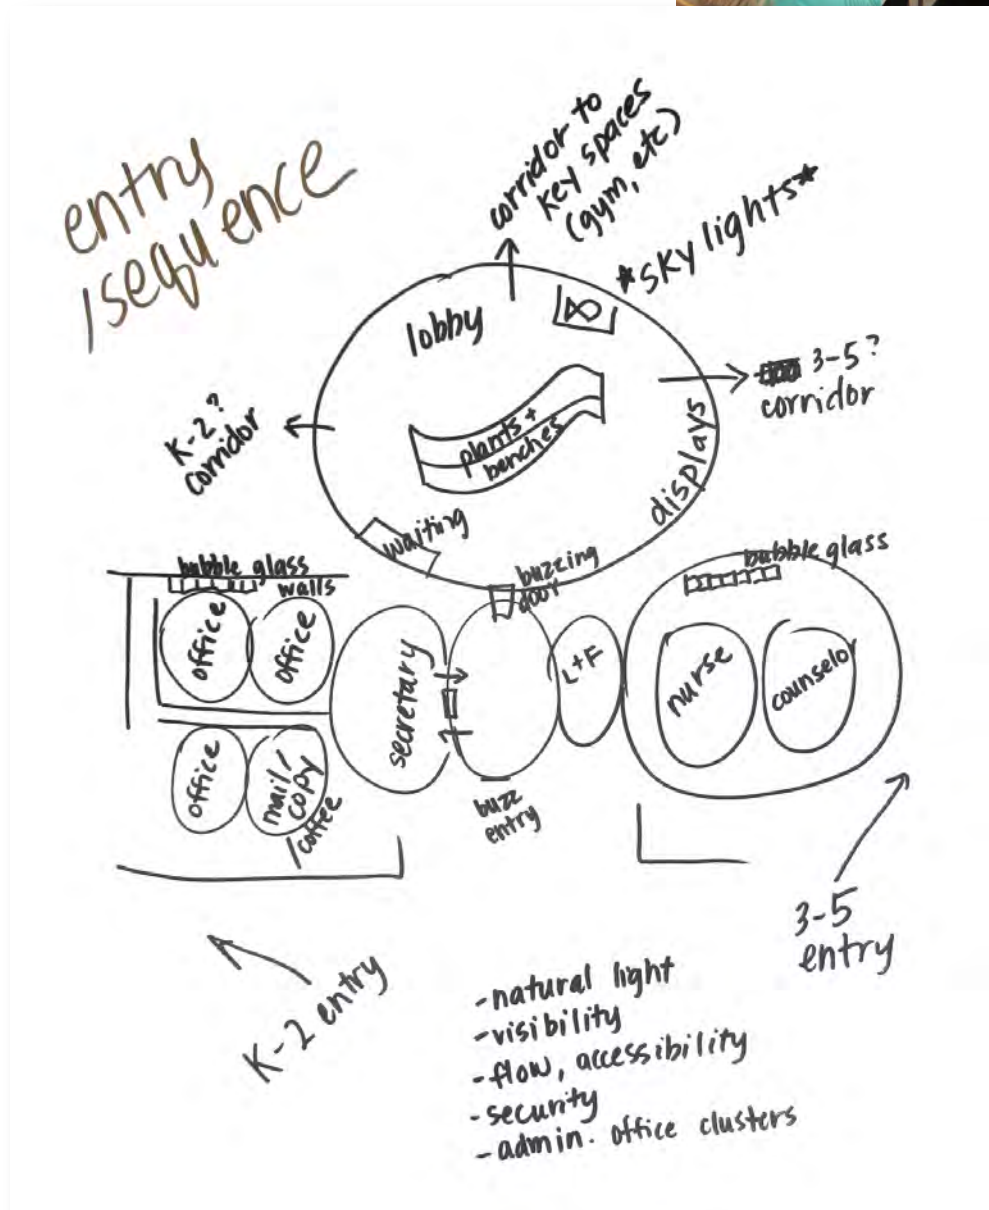 entry
/sequence
corridor to
key spaces
(gym, etc)
*sky lights*
lobby
3-5?
corridor
K-2?
corridor
plants +
benches
displays
waiting
buzzing
door
bubble glass
walls
bubble glass
office
office
secretary
L+F
nurse
counselor
office
mail/
copy
/coffee
buzz
entry
3-5
entry
K-2 entry
-natural light
-visibility
-flow, accessibility
-security
-admin. office clusters